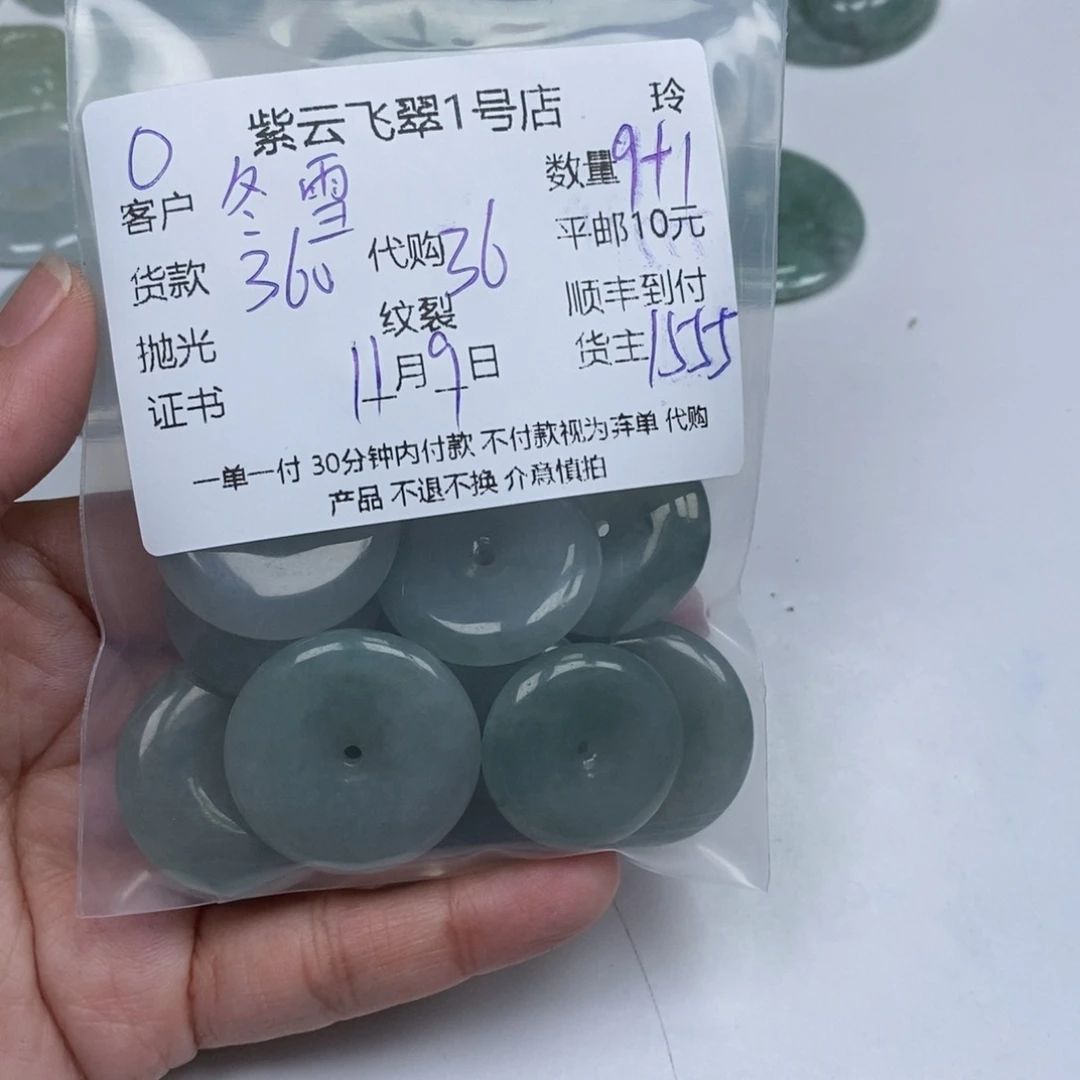 紫云飞翠1号店 玲
O
客户 冬雪 数量 9+1
货款 360 代购 36 平邮10元
抛光 纹裂 顺丰到付
证书 11月9日 货主 1555
一单一付 30分钟内付款 不付款视为弃单 代购
产品 不退不换 介意慎拍